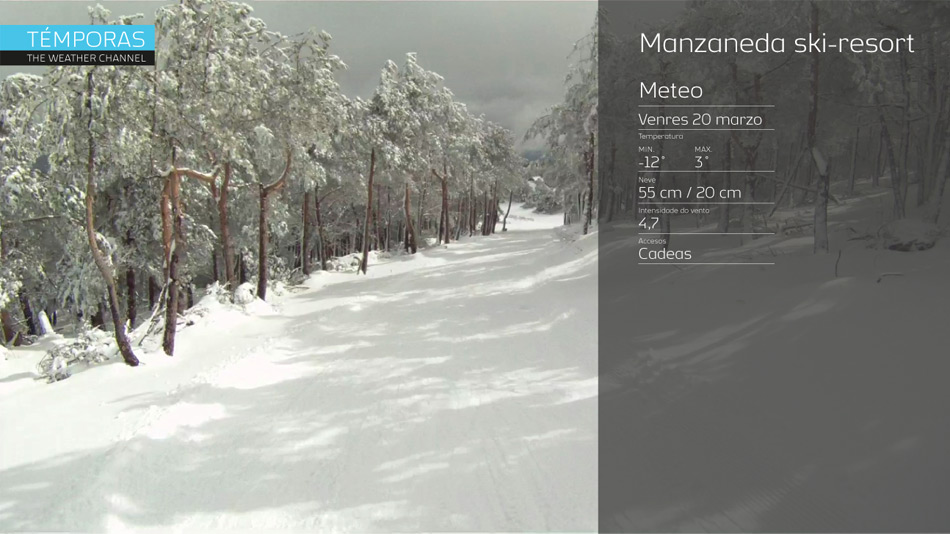 TÉMPORAS
THE WEATHER CHANNEL
Manzaneda ski-resort
Meteo
Venres 20 marzo
Temperatura
MIN. MAX.
-12° 3°
Neve
55 cm / 20 cm
Intensidade do vento
4,7
Accesos
Cadeas